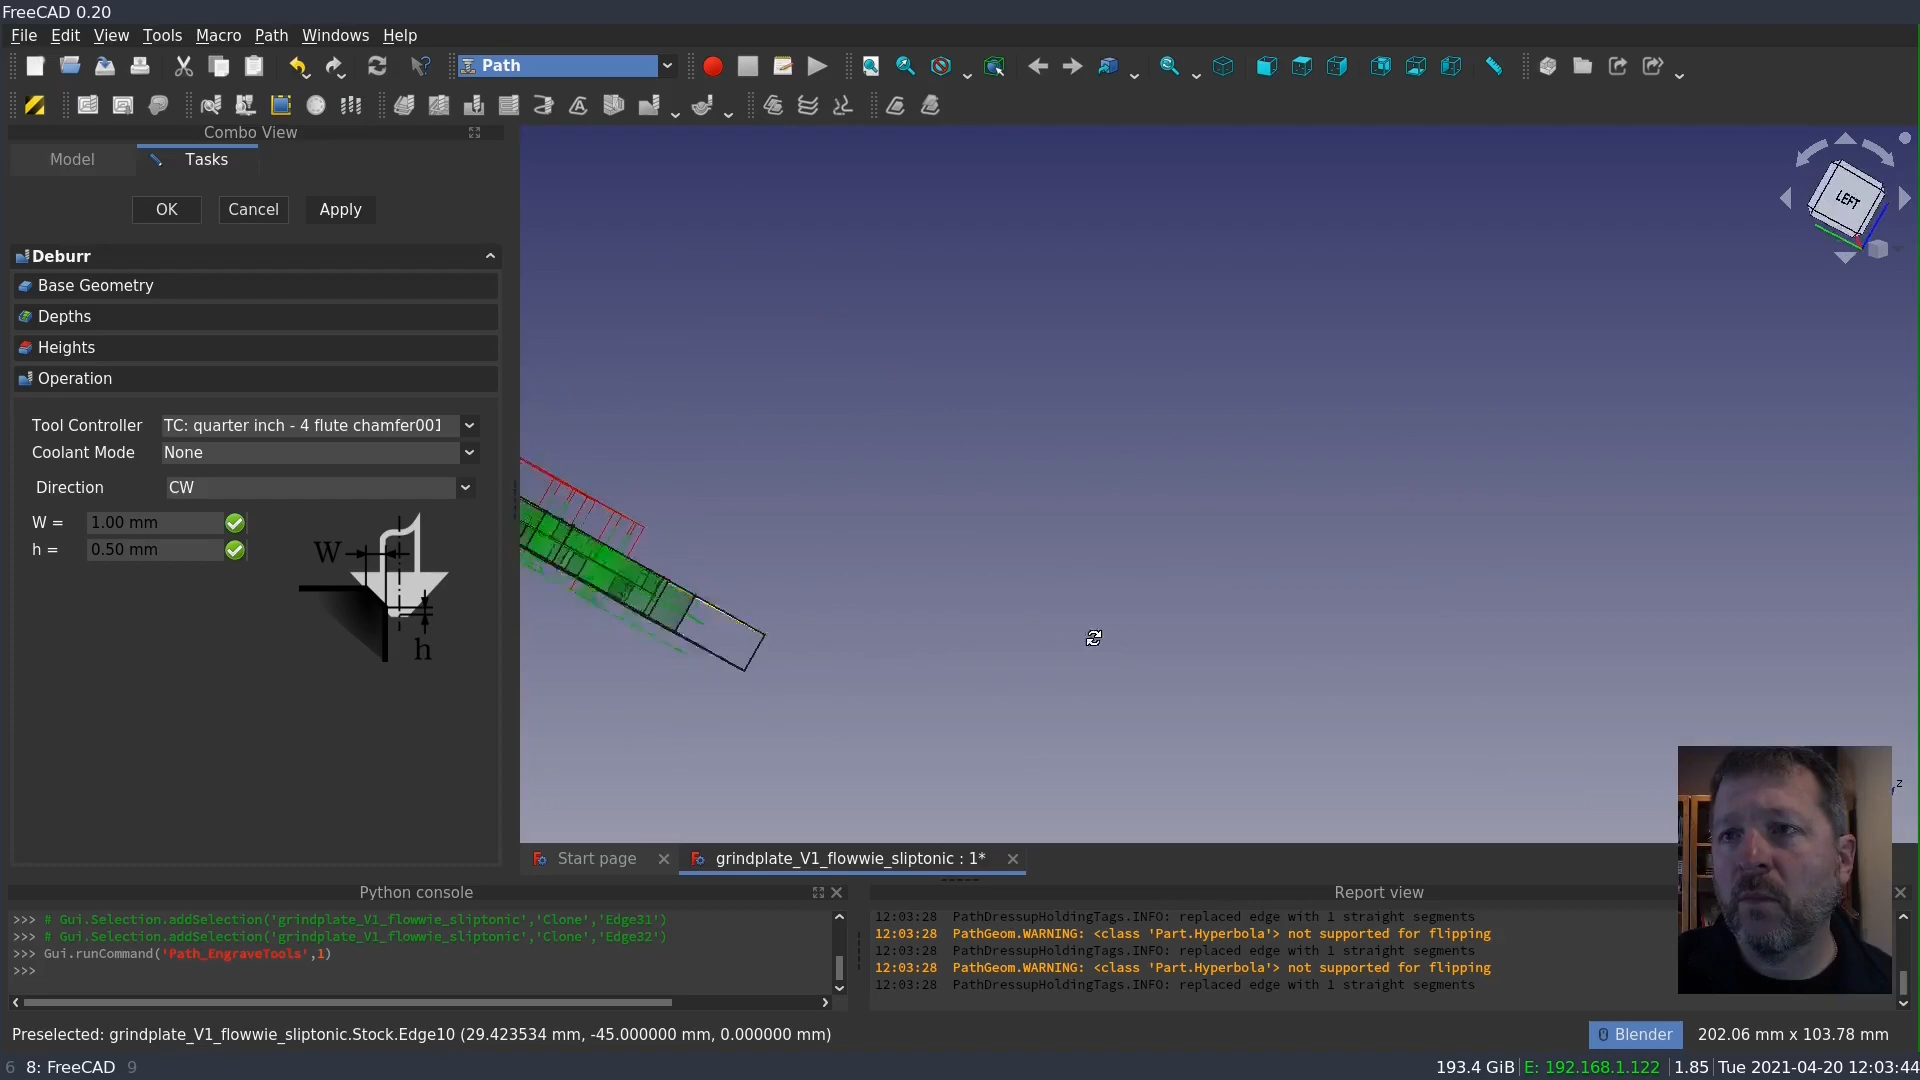 FreeCAD 0.20
File Edit View Tools Macro Path Windows Help
Path
Combo View
Model Tasks
OK Cancel Apply
LEFT
Deburr
Base Geometry
Depths
Heights
Operation
Tool Controller TC: quarter inch - 4 flute chamfer001
Coolant Mode None
Direction CW
W = 1.00 mm
h = 0.50 mm
W
h
z
Start page grindplate_V1_flowwie_sliptonic : 1*
Python console
>>> # Gui.Selection.addSelection('grindplate_V1_flowwie_sliptonic','Clone','Edge31')
>>> # Gui.Selection.addSelection('grindplate_V1_flowwie_sliptonic','Clone','Edge32')
>>> Gui.runCommand('Path_EngraveTools',1)
>>>
Report view
12:03:28 PathDressupHoldingTags.INFO: replaced edge with 1 straight segments
12:03:28 PathGeom.WARNING: <class 'Part.Hyperbola'> not supported for flipping
12:03:28 PathDressupHoldingTags.INFO: replaced edge with 1 straight segments
12:03:28 PathGeom.WARNING: <class 'Part.Hyperbola'> not supported for flipping
12:03:28 PathDressupHoldingTags.INFO: replaced edge with 1 straight segments
Preselected: grindplate_V1_flowwie_sliptonic.Stock.Edge10 (29.423534 mm, -45.000000 mm, 0.000000 mm)
Blender 202.06 mm x 103.78 mm
6 8: FreeCAD 9
193.4 GiB E: 192.168.1.122 1.85 Tue 2021-04-20 12:03:44